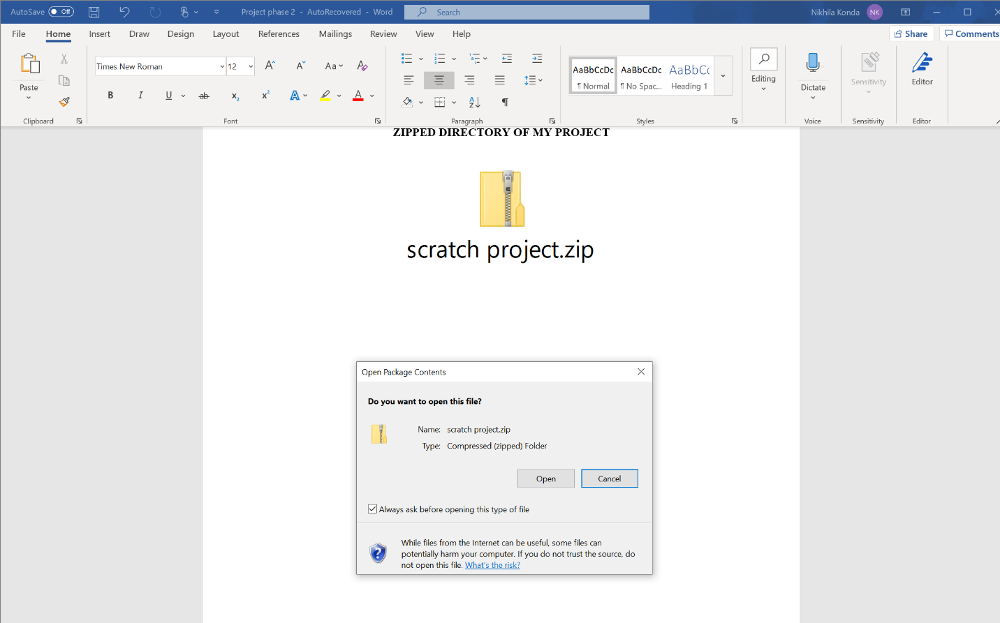 AutoSave Off Project phase 2 - AutoRecovered - Word Search Nikhila Konda NK
File Home Insert Draw Design Layout References Mailings Review View Help Share Comments
Times New Roman 12 Aa
AaBbCcDc AaBbCcDc AaBbCc
Paste ¶ Normal ¶ No Spac... Heading 1 Editing Dictate Sensitivity Editor
B I U ab x₂ x² A A A Z ¶
Clipboard Font Paragraph Styles Voice Sensitivity Editor
ZIPPED DIRECTORY OF MY PROJECT
scratch project.zip
Open Package Contents
Do you want to open this file?
Name: scratch project.zip
Type: Compressed (zipped) Folder
Open Cancel
Always ask before opening this type of file
While files from the Internet can be useful, some files can
potentially harm your computer. If you do not trust the source, do
not open this file. What's the risk?